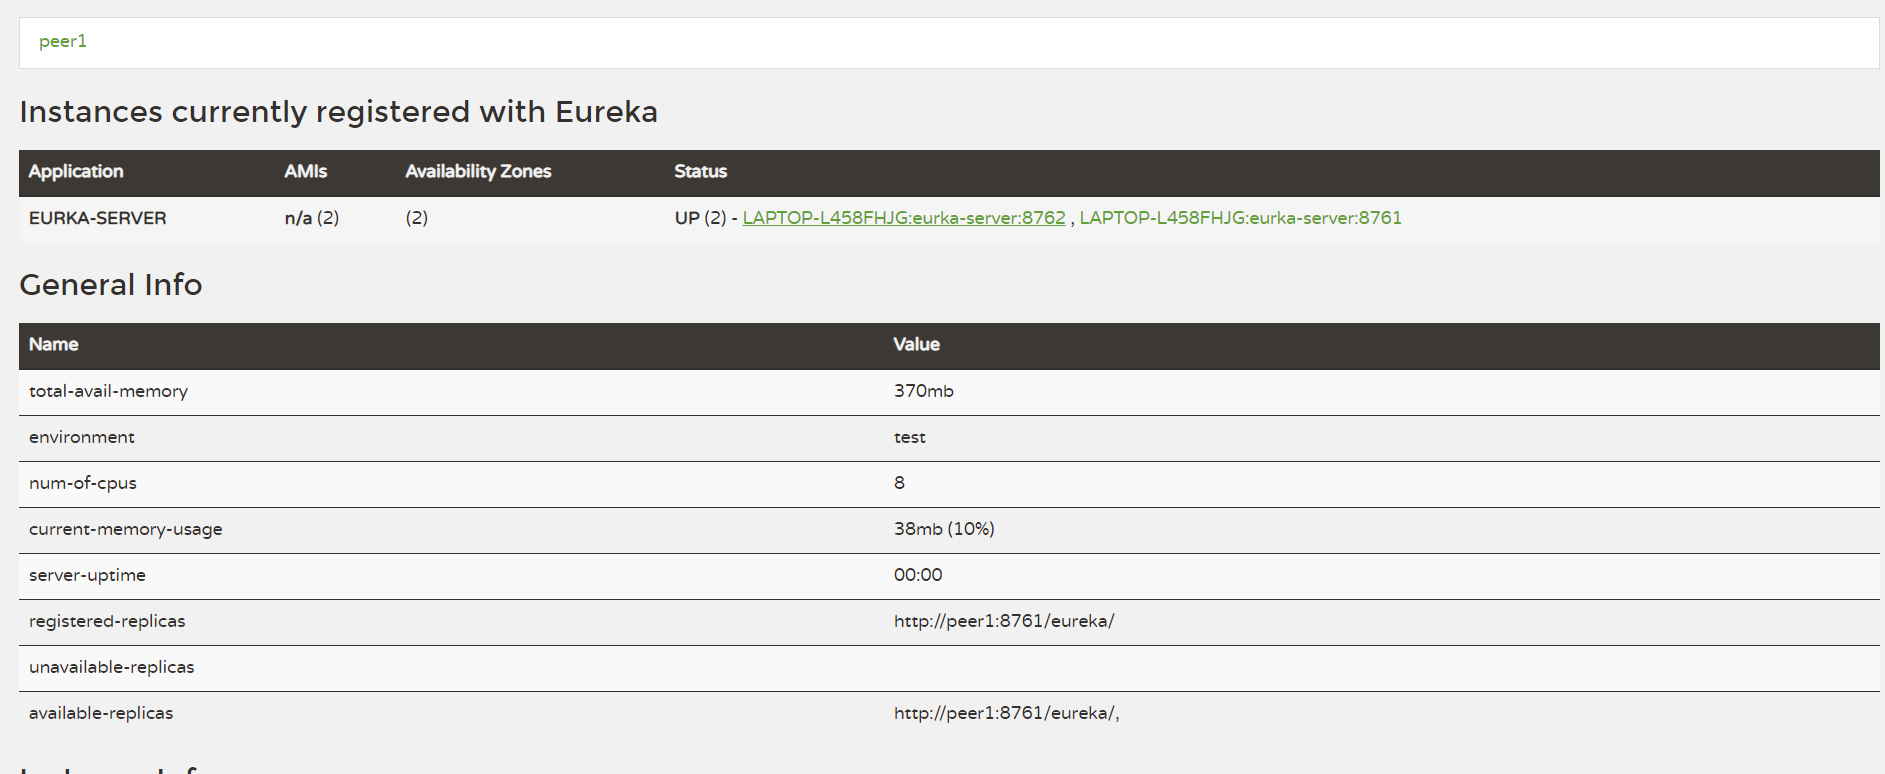 peer1
Instances currently registered with Eureka
Application AMIs Availability Zones Status
EURKA-SERVER n/a (2) (2) UP (2) - LAPTOP-L458FHJG:eurka-server:8762 , LAPTOP-L458FHJG:eurka-server:8761
General Info
Name Value
total-avail-memory 370mb
environment test
num-of-cpus 8
current-memory-usage 38mb (10%)
server-uptime 00:00
registered-replicas http://peer1:8761/eureka/
unavailable-replicas
available-replicas http://peer1:8761/eureka/,